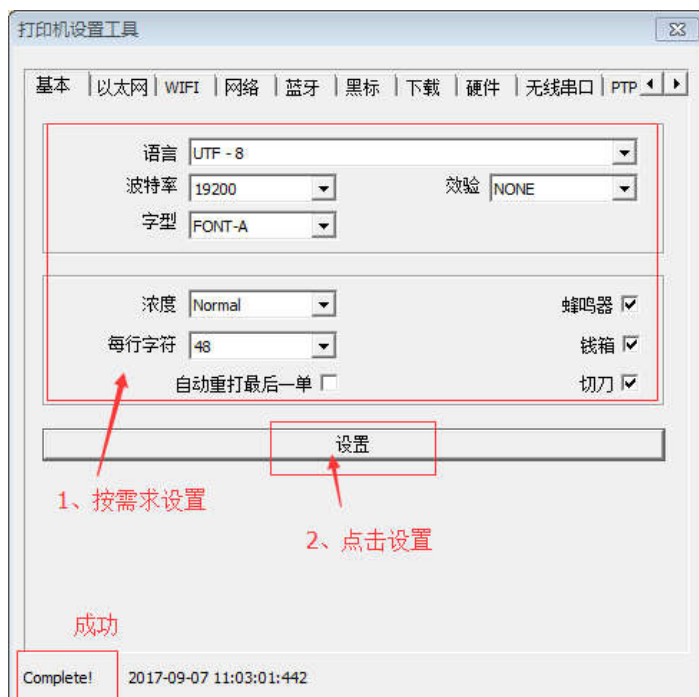 打印机设置工具
基本 以太网 WIFI 网络 蓝牙 黑标 下载 硬件 无线串口 PTP
语言 UTF - 8
波特率 19200 效验 NONE
字型 FONT-A
浓度 Normal 蜂鸣器
每行字符 48 钱箱
自动重打最后一单 切刀
设置
1、按需求设置
2、点击设置
成功
Complete! 2017-09-07 11:03:01:442